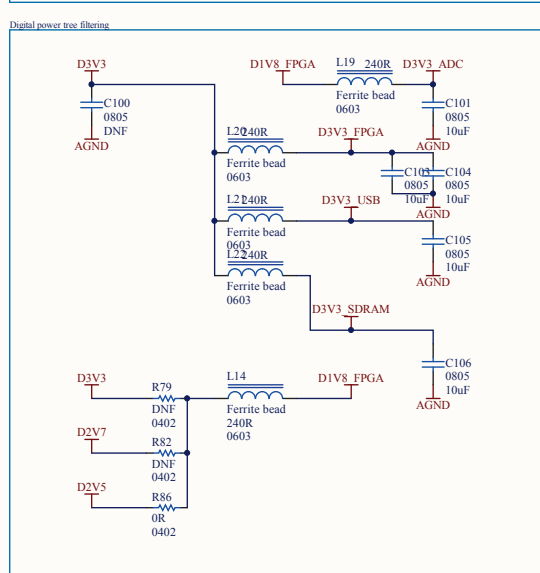 Digital power tree filtering
D3V3
D1V8_FPGA
L19
240R
D3V3_ADC
C100
0805
DNF
AGND
Ferrite bead
0603
C101
0805
10uF
AGND
L20
240R
Ferrite bead
0603
D3V3_FPGA
C103
0805
10uF
C104
0805
10uF
AGND
L21
240R
Ferrite bead
0603
D3V3_USB
C105
0805
10uF
AGND
L22
240R
Ferrite bead
0603
D3V3_SDRAM
C106
0805
10uF
AGND
D3V3
R79
DNF
0402
L14
Ferrite bead
240R
0603
D1V8_FPGA
D2V7
R82
DNF
0402
D2V5
R86
0R
0402